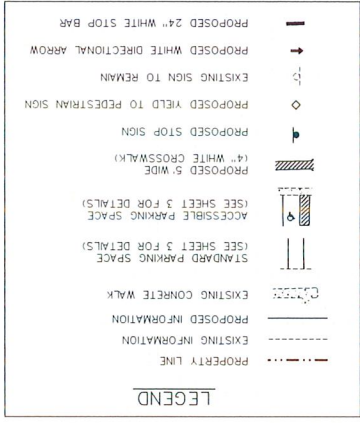 LEGEND
PROPERTY LINE
EXISTING INFORMATION
PROPOSED INFORMATION
EXISTING CONRETE WALK
STANDARD PARKING SPACE
(SEE SHEET 3 FOR DETAILS)
ACCESSIBLE PARKING SPACE
(SEE SHEET 3 FOR DETAILS)
PROPOSED 5' WIDE
(4" WHITE CROSSWALK)
PROPOSED STOP SIGN
PROPOSED YIELD TO PEDESTRIAN SIGN
EXISTING SIGN TO REMAIN
PROPOSED WHITE DIRECTIONAL ARROW
PROPOSED 24" WHITE STOP BAR